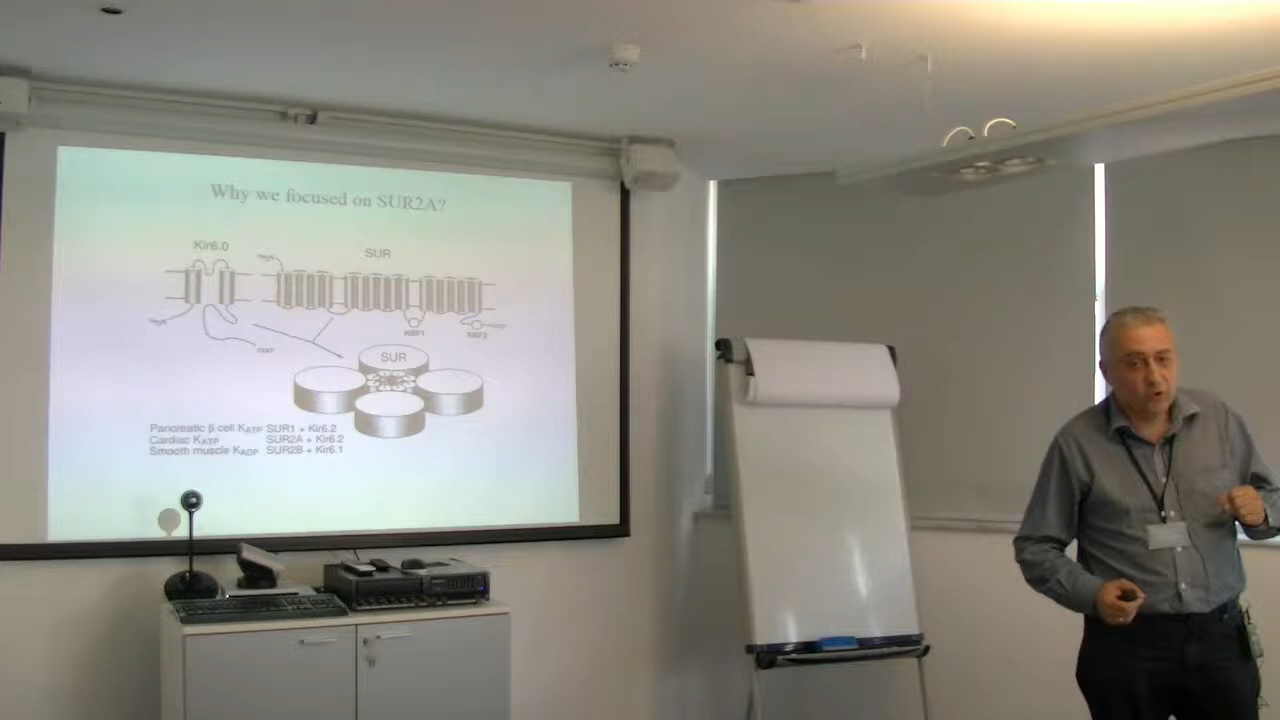 Why we focused on SUR2A?
Kir6.0
SUR
NBF1
NBF2
SUR
Pancreatic β cell KATP SUR1 + Kir6.2
Cardiac KATP SUR2A + Kir6.2
Smooth muscle KADP SUR2B + Kir6.1